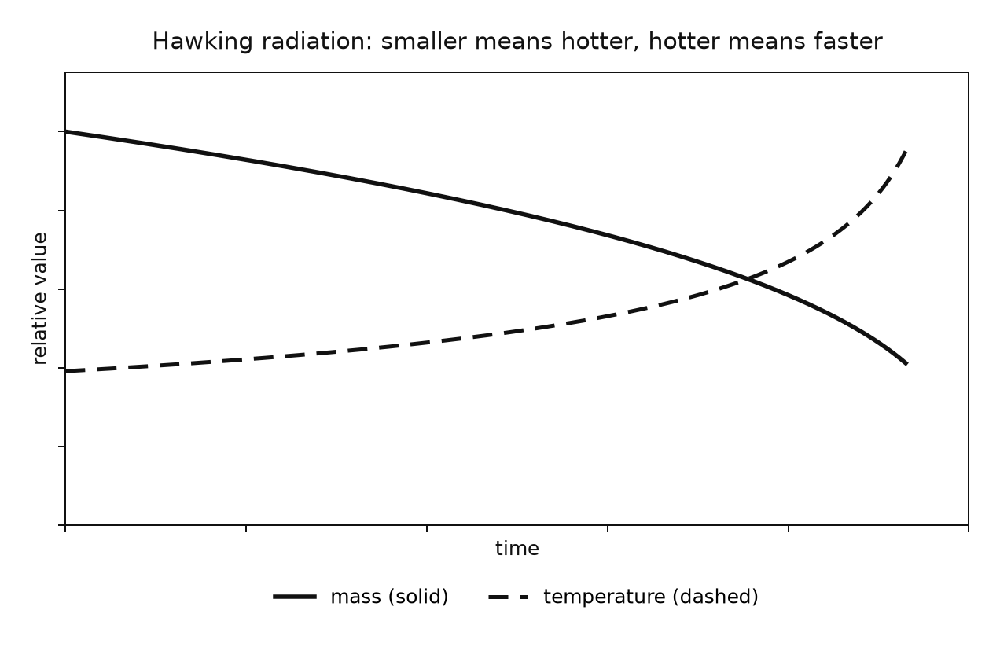 Hawking radiation: smaller means hotter, hotter means faster
relative value
time
mass (solid)
temperature (dashed)